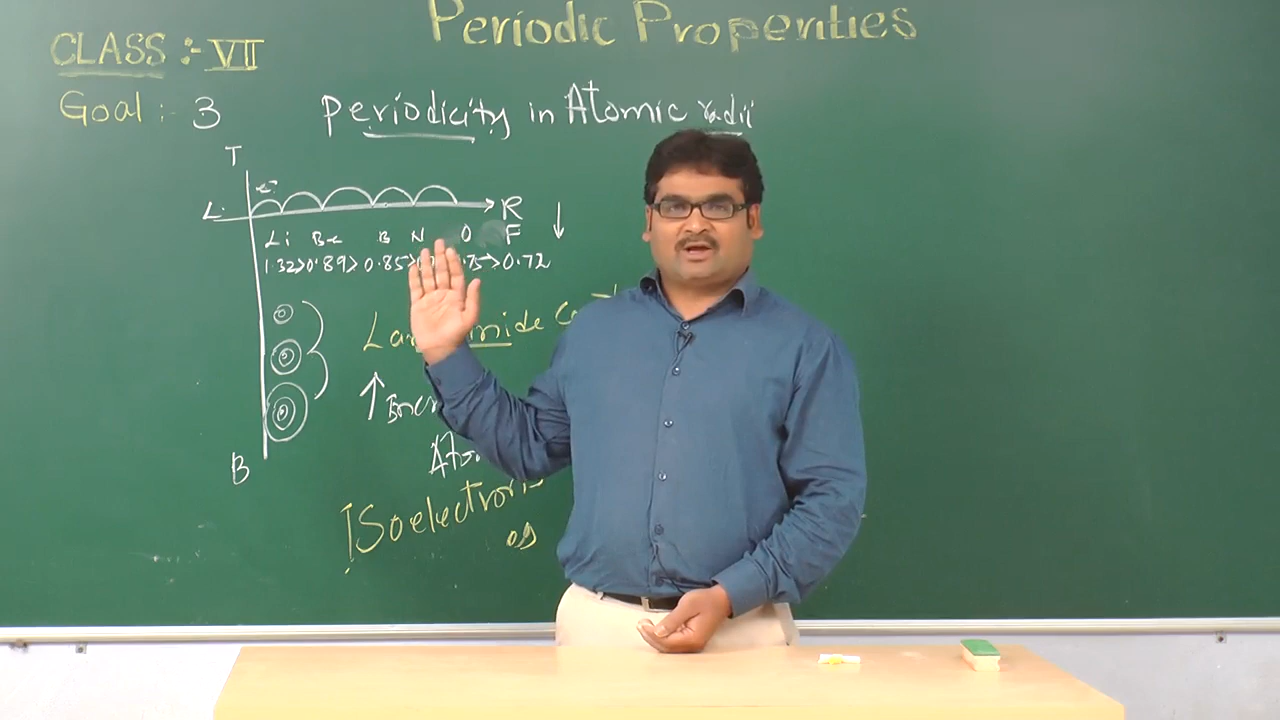 Periodic Properties
CLASS :- VII
Goal :- 3
Periodicity in Atomic radii
T
e-
L
R
Li Be B N O F
1.32>0.89>0.85> .75>0.72
B
Isoelectronic